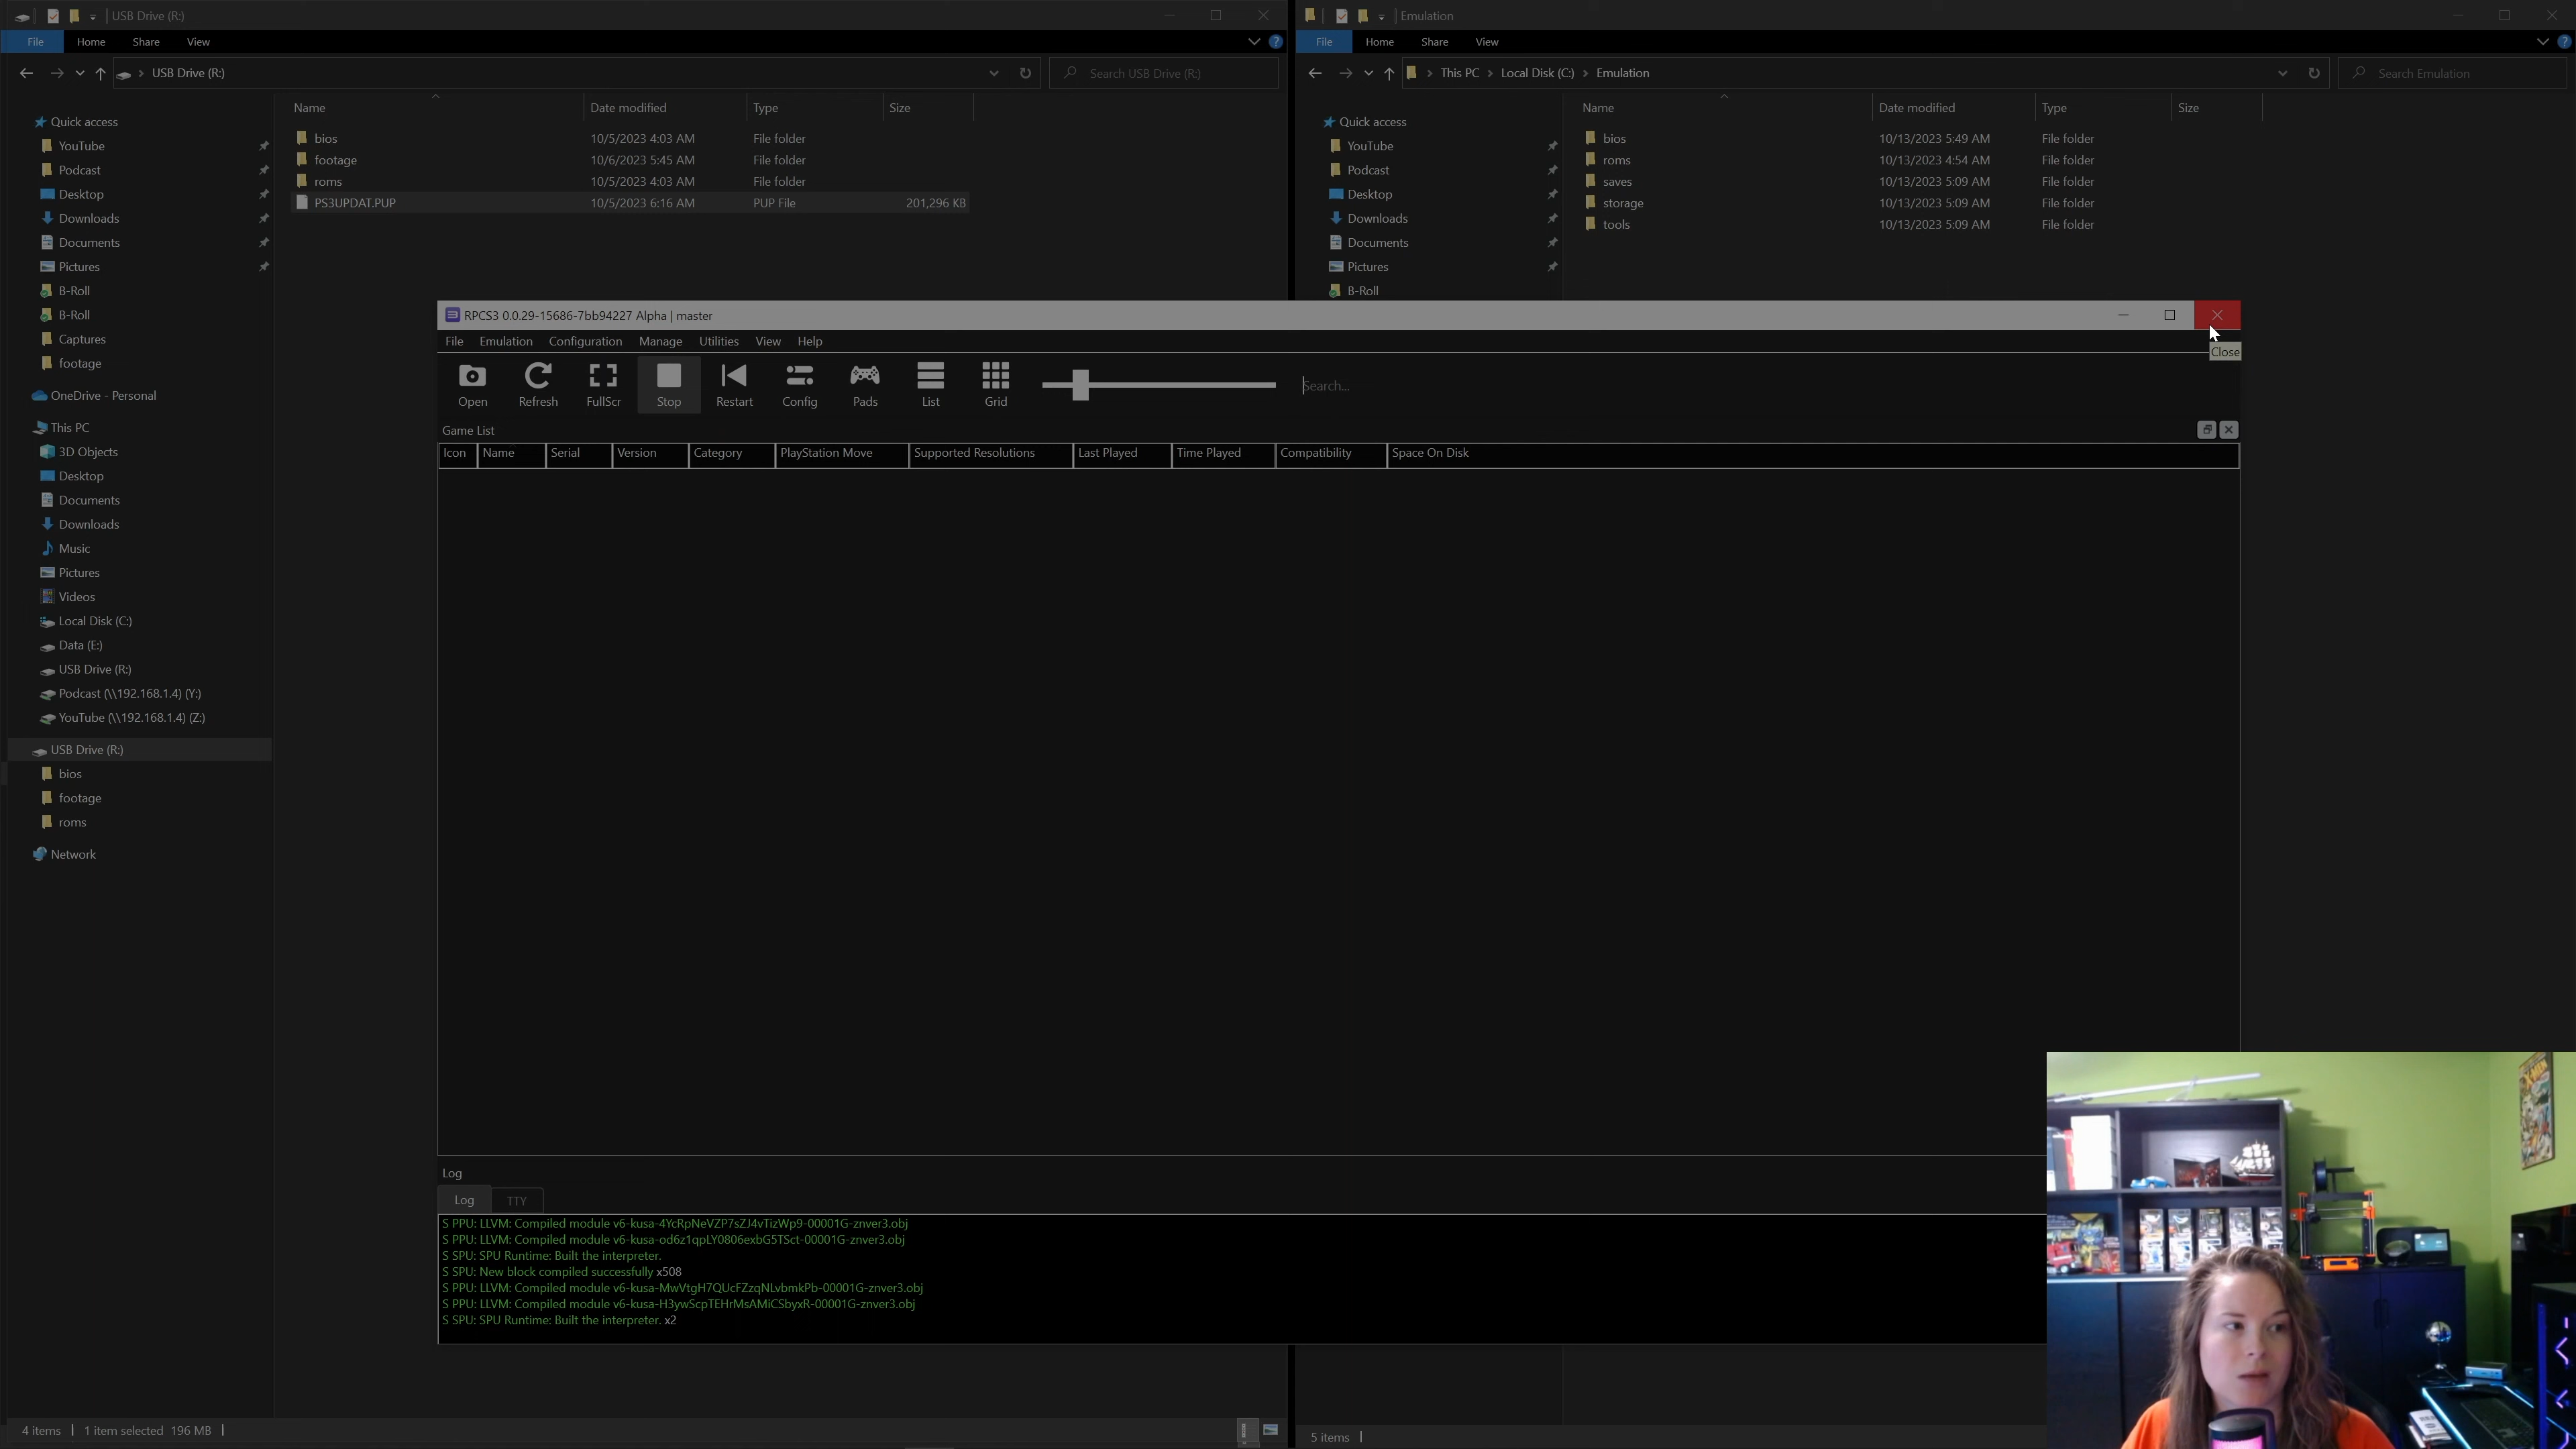 USB Drive (R:)
File Home Share View
USB Drive (R:)
Search USB Drive (R:)
Name Date modified Type Size
bios 10/5/2023 4:03 AM File folder
footage 10/6/2023 5:45 AM File folder
roms 10/5/2023 4:03 AM File folder
PS3UPDAT.PUP 10/5/2023 6:16 AM PUP File 201,296 KB
Quick access
YouTube
Podcast
Desktop
Downloads
Documents
Pictures
B-Roll
B-Roll
Captures
footage
OneDrive - Personal
This PC
3D Objects
Desktop
Documents
Downloads
Music
Pictures
Videos
Local Disk (C:)
Data (E:)
USB Drive (R:)
Podcast (\\192.168.1.4) (Y:)
YouTube (\\192.168.1.4) (Z:)
USB Drive (R:)
bios
footage
roms
Network
4 items 1 item selected 196 MB
Emulation
File Home Share View
This PC Local Disk (C:) Emulation
Search Emulation
Name Date modified Type Size
bios 10/13/2023 5:49 AM File folder
roms 10/13/2023 4:54 AM File folder
saves 10/13/2023 5:09 AM File folder
storage 10/13/2023 5:09 AM File folder
tools 10/13/2023 5:09 AM File folder
Quick access
YouTube
Podcast
Desktop
Downloads
Documents
Pictures
B-Roll
5 items
RPCS3 0.0.29-15686-7bb94227 Alpha | master
Close
File Emulation Configuration Manage Utilities View Help
Open Refresh FullScr Stop Restart Config Pads List Grid
Search...
Game List
Icon Name Serial Version Category PlayStation Move Supported Resolutions Last Played Time Played Compatibility Space On Disk
Log
Log TTY
S PPU: LLVM: Compiled module v6-kusa-4YcRpNeVZP7sZJ4vTizWp9-00001G-znver3.obj
S PPU: LLVM: Compiled module v6-kusa-od6z1qpLY0806exbG5TSct-00001G-znver3.obj
S SPU: SPU Runtime: Built the interpreter.
S SPU: New block compiled successfully x508
S PPU: LLVM: Compiled module v6-kusa-MwVtgH7QUcFZzqNLvbmkPb-00001G-znver3.obj
S PPU: LLVM: Compiled module v6-kusa-H3ywScpTEHrMsAMiCSbyxR-00001G-znver3.obj
S SPU: SPU Runtime: Built the interpreter. x2
X-MEN